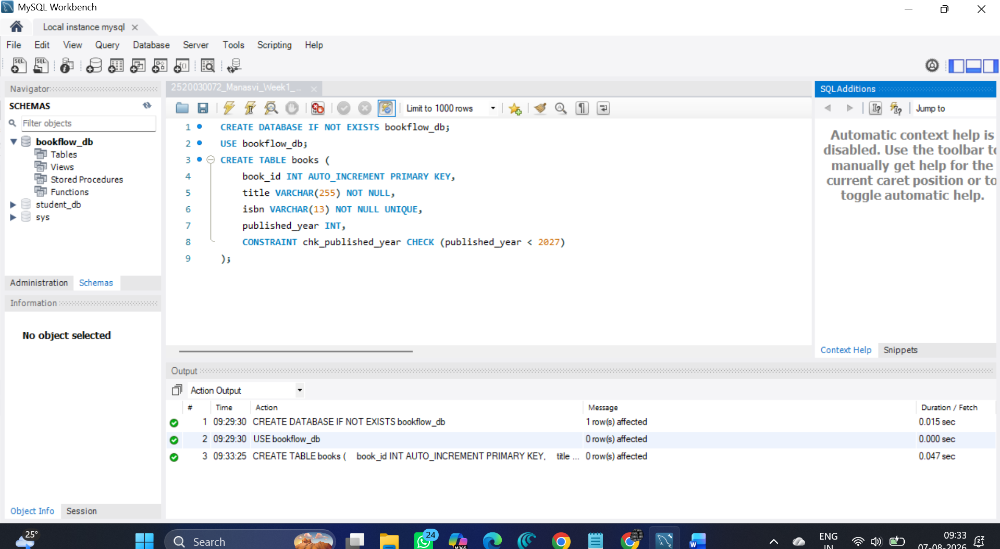 MySQL Workbench
Local instance mysql
File Edit View Query Database Server Tools Scripting Help
Navigator
SCHEMAS
Filter objects
bookflow_db
Tables
Views
Stored Procedures
Functions
student_db
sys
Administration Schemas
Information
No object selected
Object Info Session
2520030072_Manasvi_Week1_...
Limit to 1000 rows
1 CREATE DATABASE IF NOT EXISTS bookflow_db;
2 USE bookflow_db;
3 CREATE TABLE books (
4 book_id INT AUTO_INCREMENT PRIMARY KEY,
5 title VARCHAR(255) NOT NULL,
6 isbn VARCHAR(13) NOT NULL UNIQUE,
7 published_year INT,
8 CONSTRAINT chk_published_year CHECK (published_year < 2027)
9 );
SQLAdditions
Jump to
Automatic context help is
disabled. Use the toolbar to
manually get help for the
current caret position or to
toggle automatic help.
Context Help Snippets
Output
Action Output
# Time Action Message Duration / Fetch
1 09:29:30 CREATE DATABASE IF NOT EXISTS bookflow_db 1 row(s) affected 0.015 sec
2 09:29:30 USE bookflow_db 0 row(s) affected 0.000 sec
3 09:33:25 CREATE TABLE books ( book_id INT AUTO_INCREMENT PRIMARY KEY, title ... 0 row(s) affected 0.047 sec
25°
Search
24
M365
ENG
IN
09:33
07-08-2026